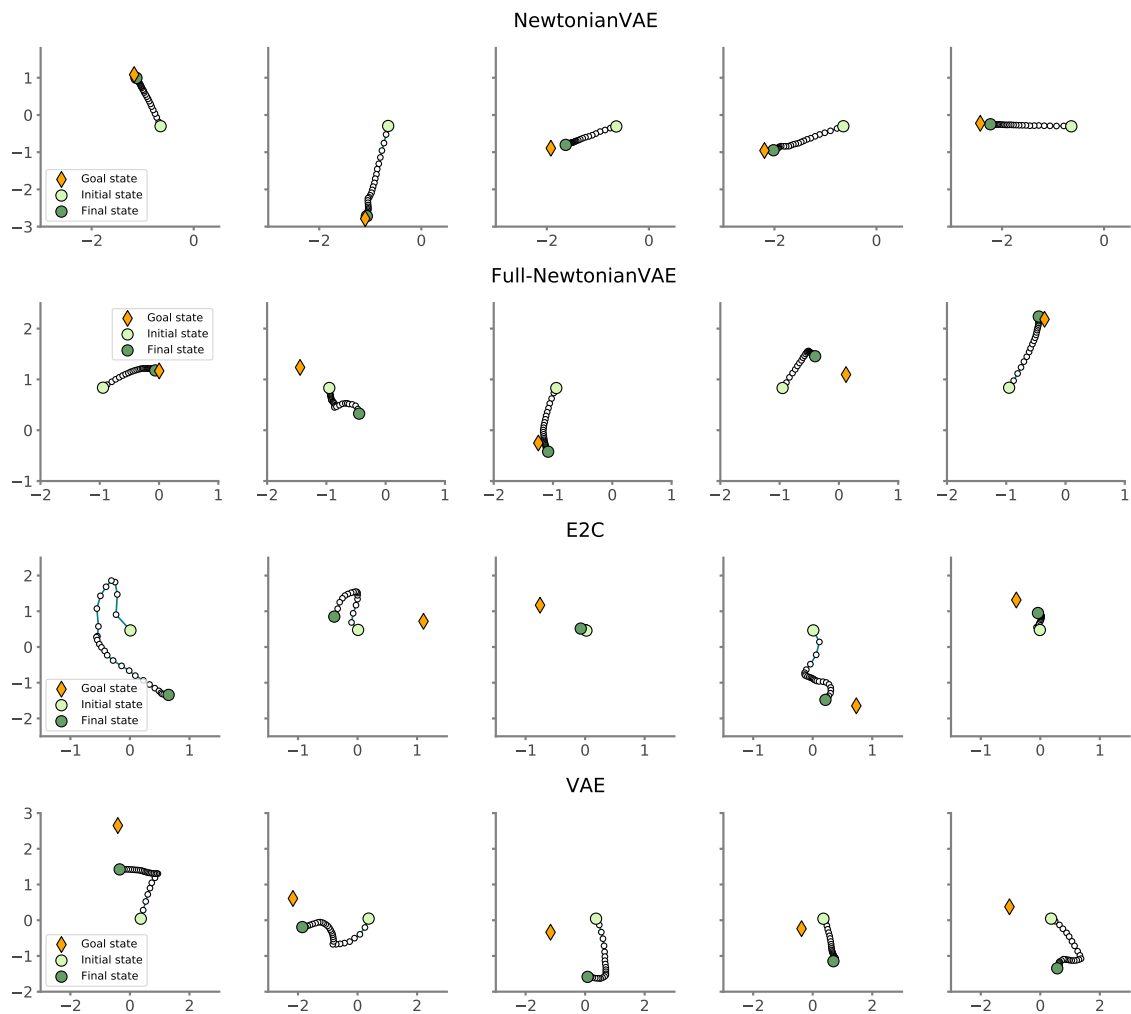 NewtonianVAE
1
0
−1
−2
−3
Goal state
Initial state
Final state
−2 0 −2 0 −2 0 −2 0 −2 0
Full-NewtonianVAE
2
1
0
−1
Goal state
Initial state
Final state
−2 −1 0 1 −2 −1 0 1 −2 −1 0 1 −2 −1 0 1 −2 −1 0 1
E2C
2
1
0
−1
−2
Goal state
Initial state
Final state
−1 0 1 −1 0 1 −1 0 1 −1 0 1 −1 0 1
VAE
3
2
1
0
−1
−2
Goal state
Initial state
Final state
−2 0 2 −2 0 2 −2 0 2 −2 0 2 −2 0 2